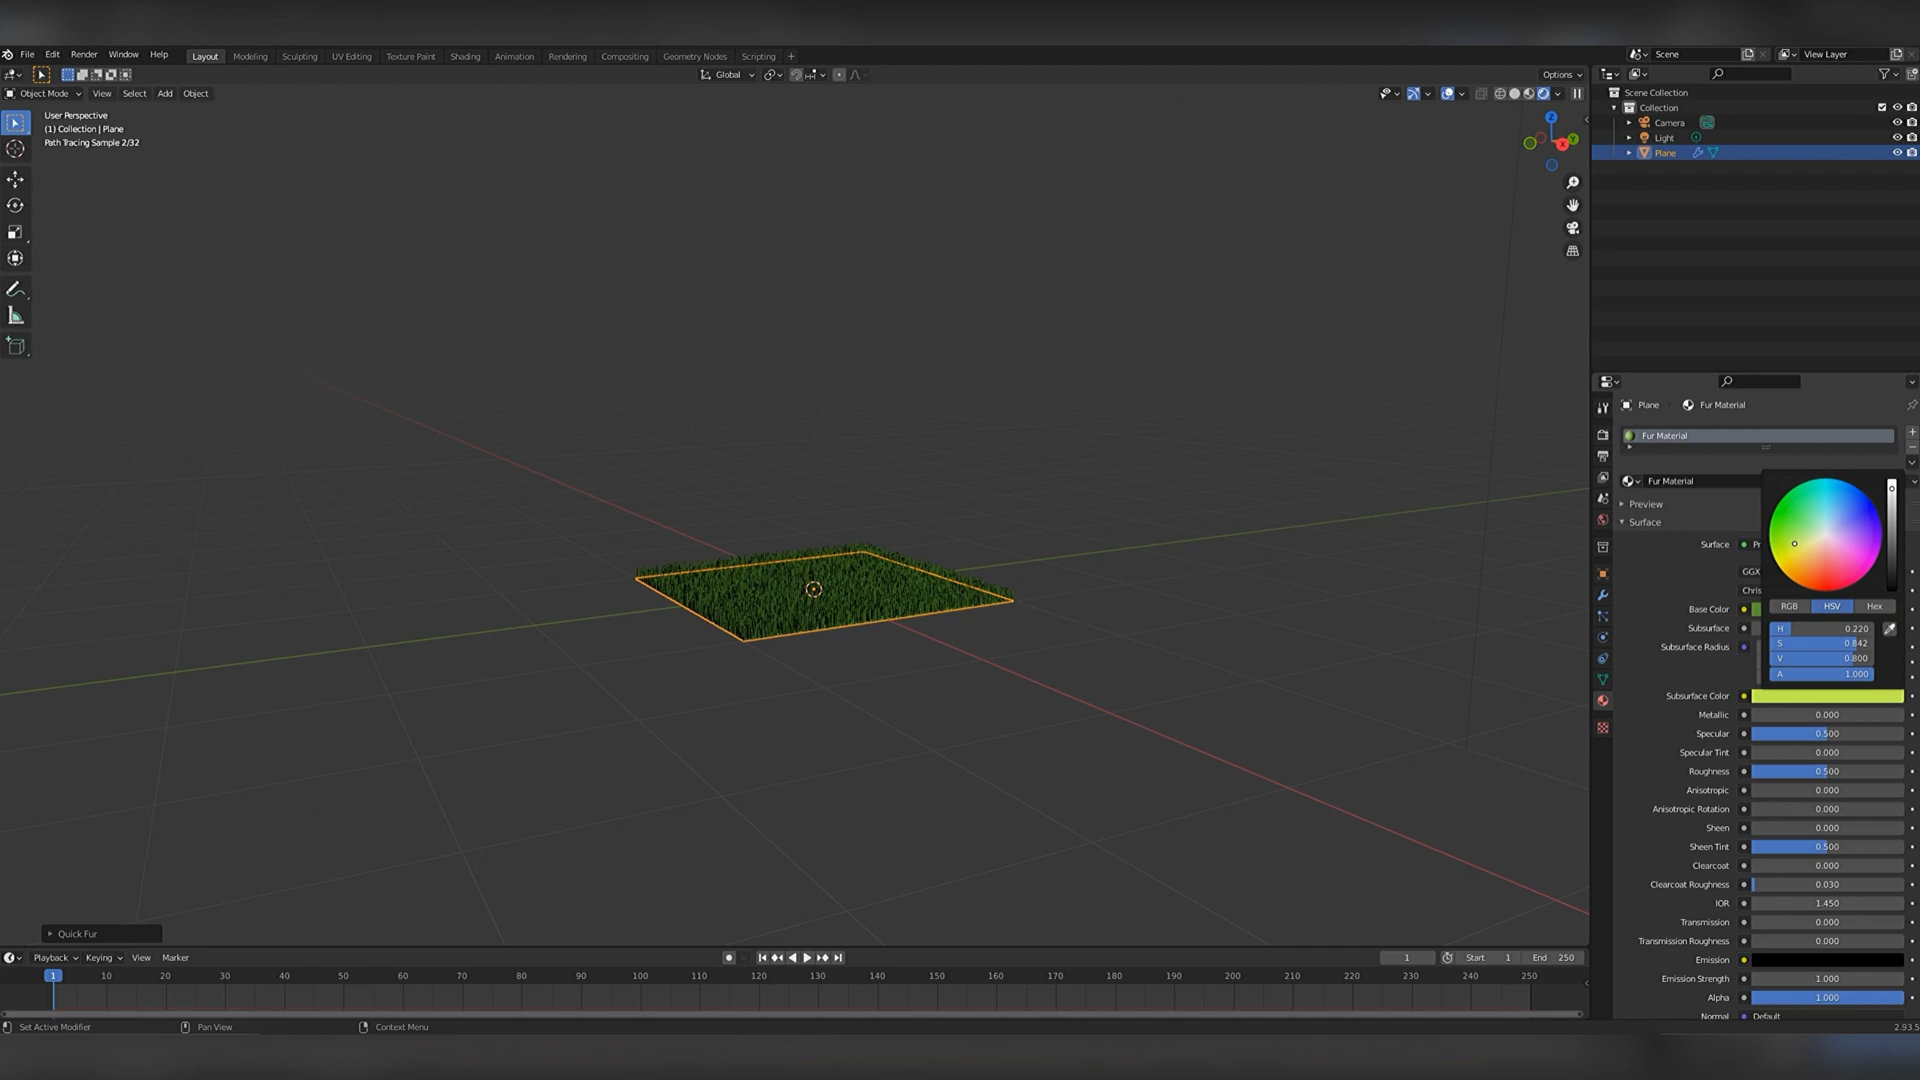 File Edit Render Window Help Layout Modeling Sculpting UV Editing Texture Paint Shading Animation Rendering Compositing Geometry Nodes Scripting + Scene View Layer
Global Options
Object Mode View Select Add Object
User Perspective
(1) Collection | Plane
Path Tracing Sample 2/32
Z
Y
X
Scene Collection
Collection
Camera
Light
Plane
Plane Fur Material
Fur Material
Fur Material
Preview
Surface
Surface
GGX
Base Color
Subsurface
Subsurface Radius
RGB HSV Hex
H 0.220
S 0.842
V 0.800
A 1.000
Subsurface Color
Metallic 0.000
Specular 0.500
Specular Tint 0.000
Roughness 0.500
Anisotropic 0.000
Anisotropic Rotation 0.000
Sheen 0.000
Sheen Tint 0.500
Clearcoat 0.000
Clearcoat Roughness 0.030
IOR 1.450
Transmission 0.000
Transmission Roughness 0.000
Emission
Emission Strength 1.000
Alpha 1.000
Normal Default
Quick Fur
Playback Keying View Marker 1 Start 1 End 250
1 10 20 30 40 50 60 70 80 90 100 110 120 130 140 150 160 170 180 190 200 210 220 230 240 250
Set Active Modifier Pan View Context Menu 2.93.5